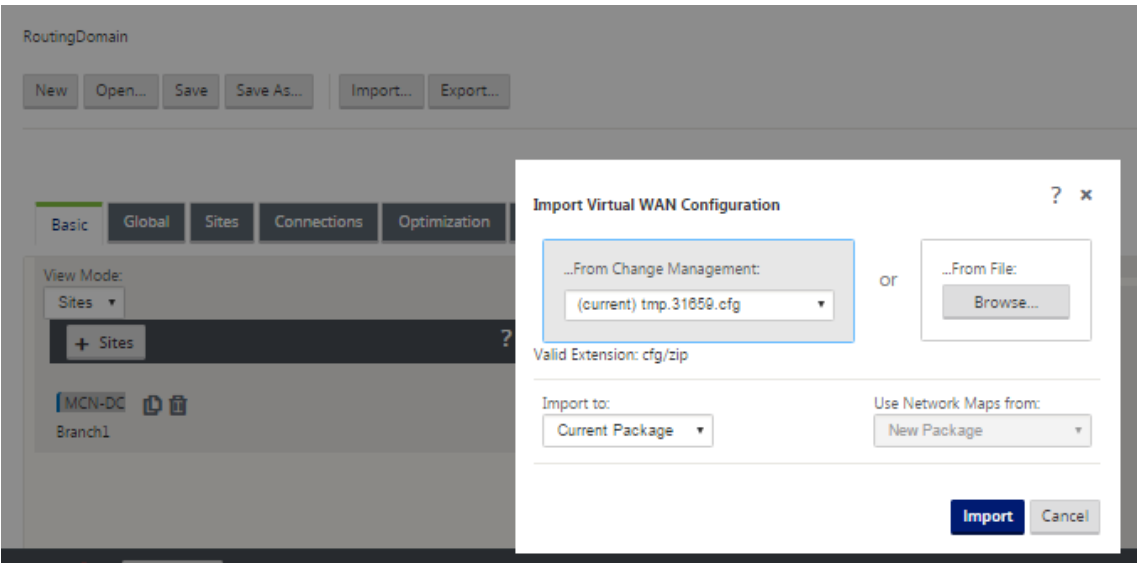 RoutingDomain
New Open... Save Save As... Import... Export...
Basic Global Sites Connections Optimization
View Mode:
Sites
+ Sites ?
MCN-DC
Branch1
Import Virtual WAN Configuration ? ×
...From Change Management:
(current) tmp.31659.cfg
or
...From File:
Browse...
Valid Extension: cfg/zip
Import to:
Current Package
Use Network Maps from:
New Package
Import Cancel